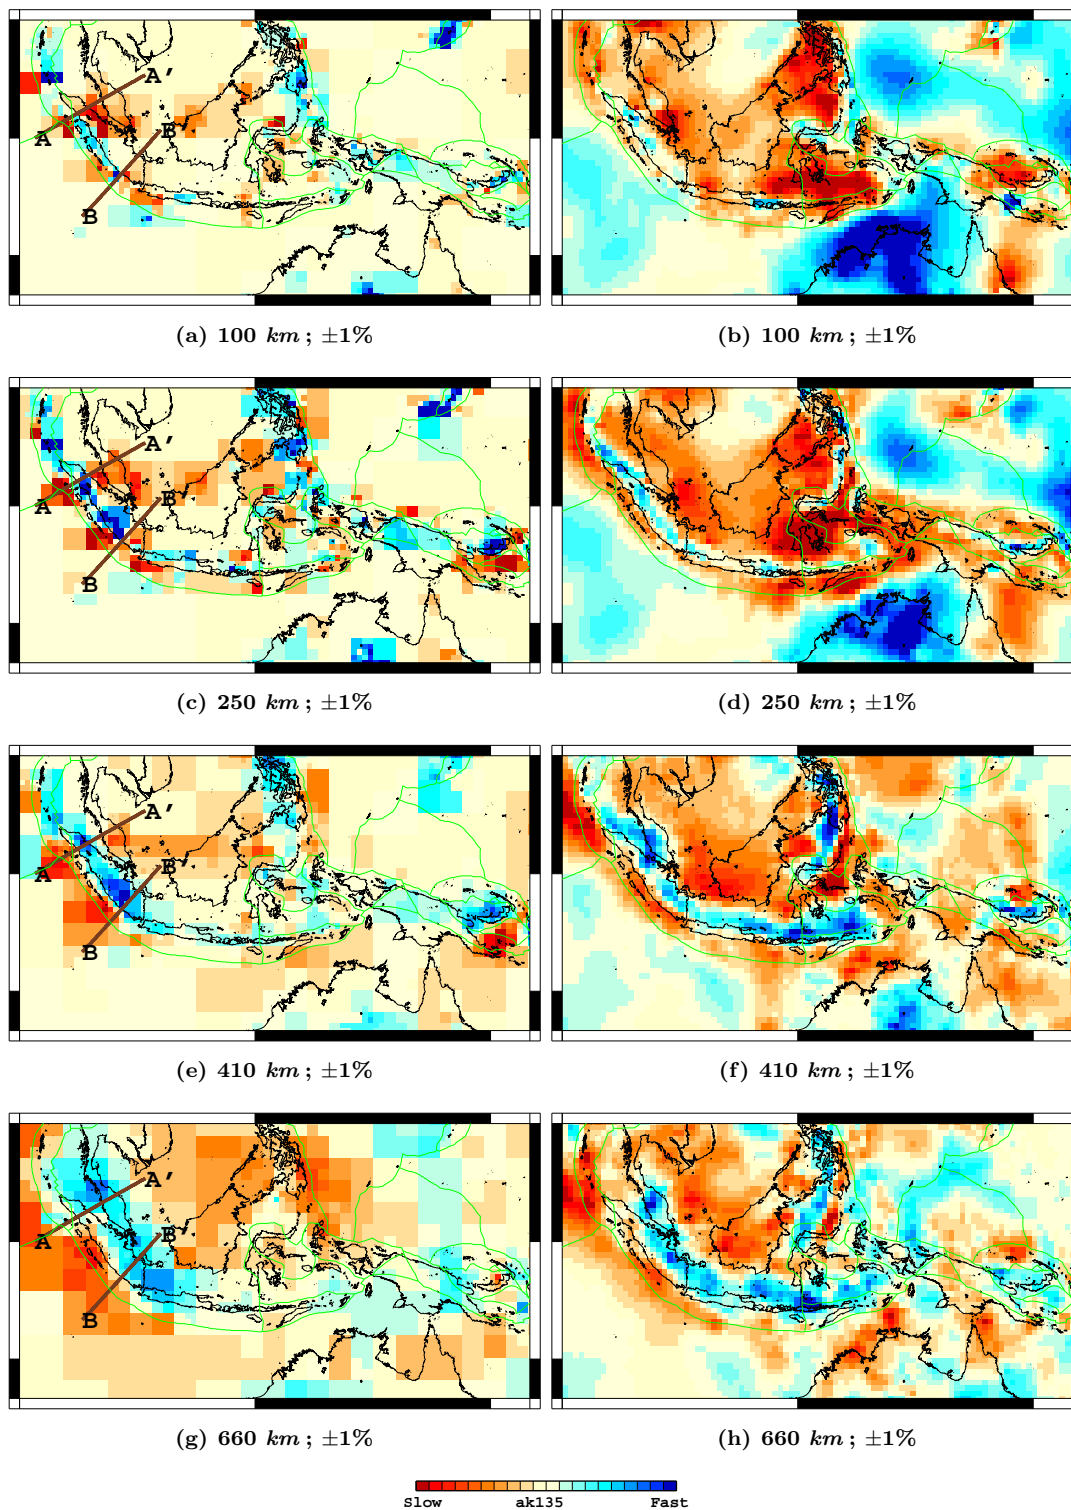 A'
B'
A
B
(a) 100 km ; ±1%
(b) 100 km ; ±1%
A'
B'
A
B
(c) 250 km ; ±1%
(d) 250 km ; ±1%
A'
B'
A
B
(e) 410 km ; ±1%
(f) 410 km ; ±1%
A'
B'
A
B
(g) 660 km ; ±1%
(h) 660 km ; ±1%
Slow ak135 Fast